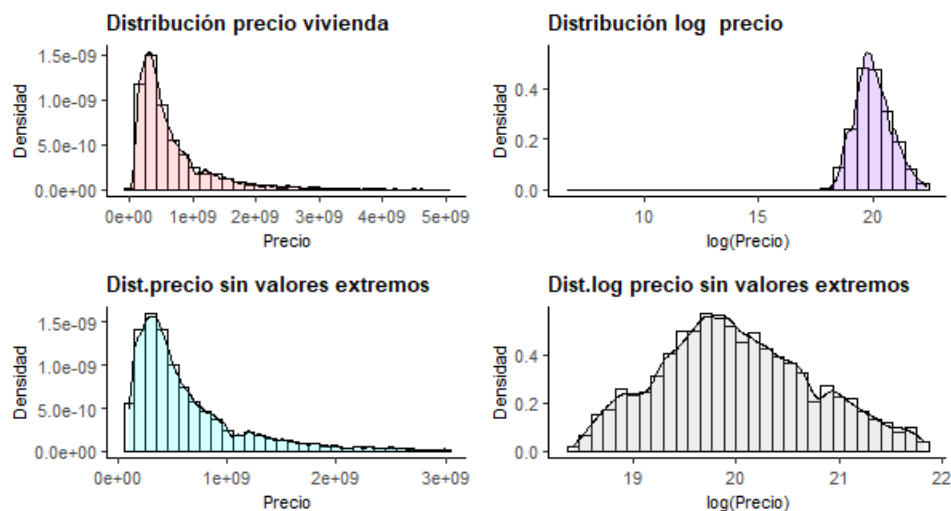 Distribución precio vivienda
Densidad
1.5e-09
1.0e-09
5.0e-10
0.0e+00
0e+00 1e+09 2e+09 3e+09 4e+09 5e+09
Precio
Distribución log  precio
Densidad
0.4
0.2
0.0
10 15 20
log(Precio)
Dist.precio sin valores extremos
Densidad
1.5e-09
1.0e-09
5.0e-10
0.0e+00
0e+00 1e+09 2e+09 3e+09
Precio
Dist.log precio sin valores extremos
Densidad
0.4
0.2
0.0
19 20 21 22
log(Precio)